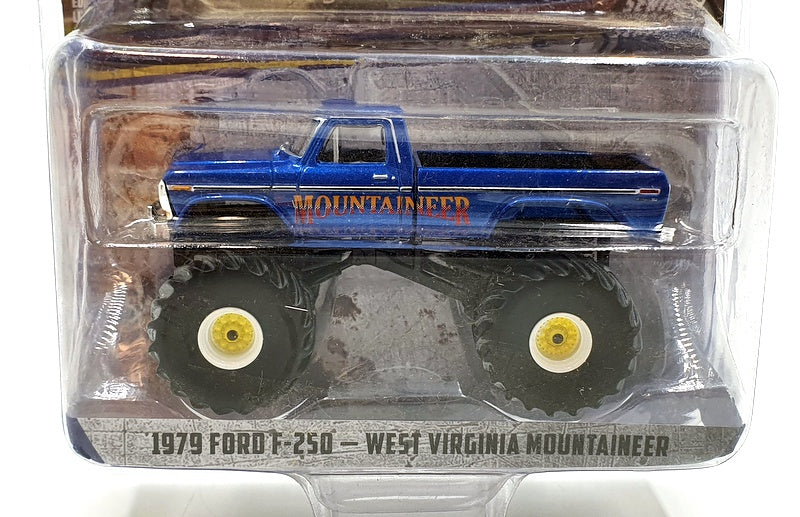 MOUNTAINEER
1979 FORD F-250 – WEST VIRGINIA MOUNTAINEER